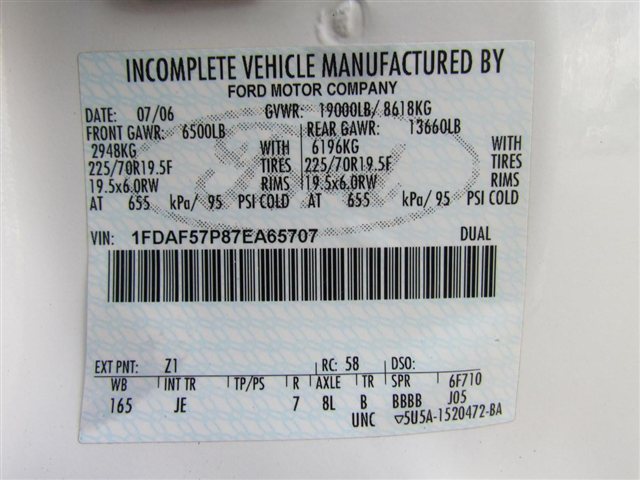 INCOMPLETE VEHICLE MANUFACTURED BY
FORD MOTOR COMPANY
DATE: 07/06 GVWR: 19000LB/ 8618KG
FRONT GAWR: 6500LB REAR GAWR: 13660LB
2948KG WITH 6196KG WITH
225/70R19.5F TIRES 225/70R19.5F TIRES
19.5x6.0RW RIMS 19.5x6.0RW RIMS
AT 655 kPa/ 95 PSI COLD AT 655 kPa/ 95 PSI COLD
VIN: 1FDAF57P87EA65707 DUAL
EXT PNT: Z1 RC: 58 DSO:
WB INT TR TP/PS R AXLE TR SPR 6F710
165 JE 7 8L B BBBB J05
UNC ▽5U5A-1520472-BA